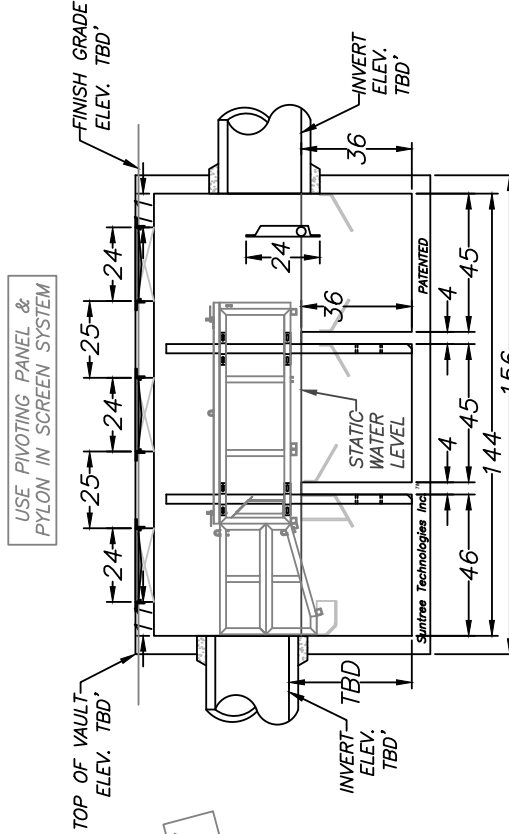 USE PIVOTING PANEL &
PYLON IN SCREEN SYSTEM
TOP OF VAULT
ELEV. TBD'
FINISH GRADE
ELEV. TBD'
24
25
24
25
24
24
36
INVERT
ELEV.
TBD'
36
STATIC
WATER
LEVEL
TBD
INVERT
ELEV.
TBD'
Suntree Technologies Inc.™
PATENTED
46
4
45
4
45
144
156